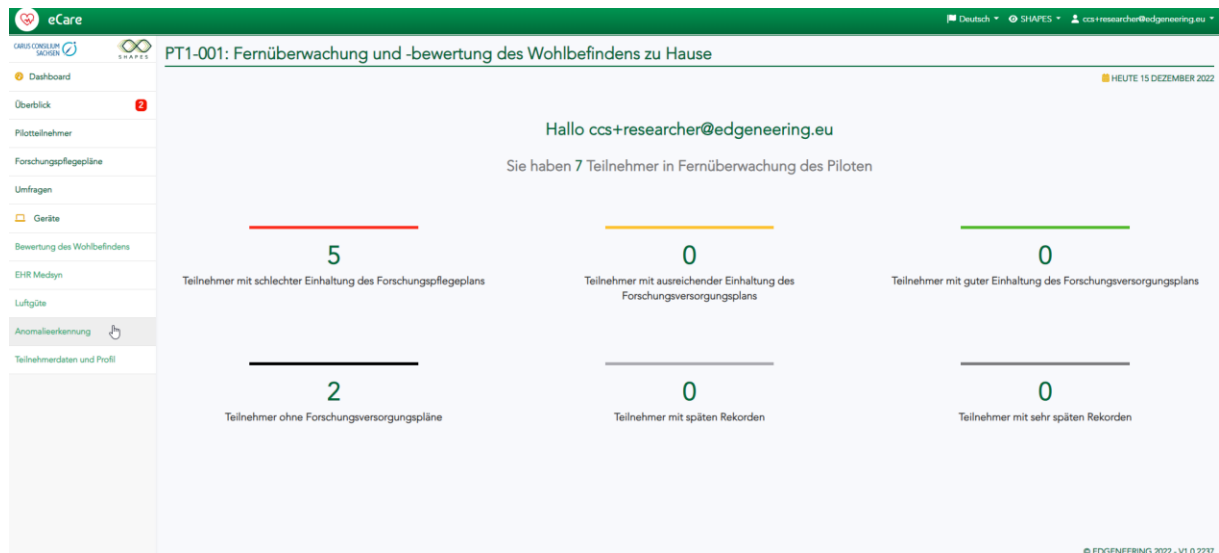 eCare
Deutsch
SHAPES
ccs+researcher@edgeneering.eu
CARUS CONSILIUM
SACHSEN
SHAPES
Dashboard
Überblick
2
Pilotteilnehmer
Forschungspflegepläne
Umfragen
Geräte
Bewertung des Wohlbefindens
EHR Medsyn
Luftgüte
Anomalieerkennung
Teilnehmerdaten und Profil
PT1-001: Fernüberwachung und -bewertung des Wohlbefindens zu Hause
HEUTE 15 DEZEMBER 2022
Hallo ccs+researcher@edgeneering.eu
Sie haben 7 Teilnehmer in Fernüberwachung des Piloten
5
Teilnehmer mit schlechter Einhaltung des Forschungspflegeplans
0
Teilnehmer mit ausreichender Einhaltung des
Forschungsversorgungsplans
0
Teilnehmer mit guter Einhaltung des Forschungsversorgungsplans
2
Teilnehmer ohne Forschungsversorgungspläne
0
Teilnehmer mit späten Rekorden
0
Teilnehmer mit sehr späten Rekorden
© EDGENEERING 2022 - V1.0.2237